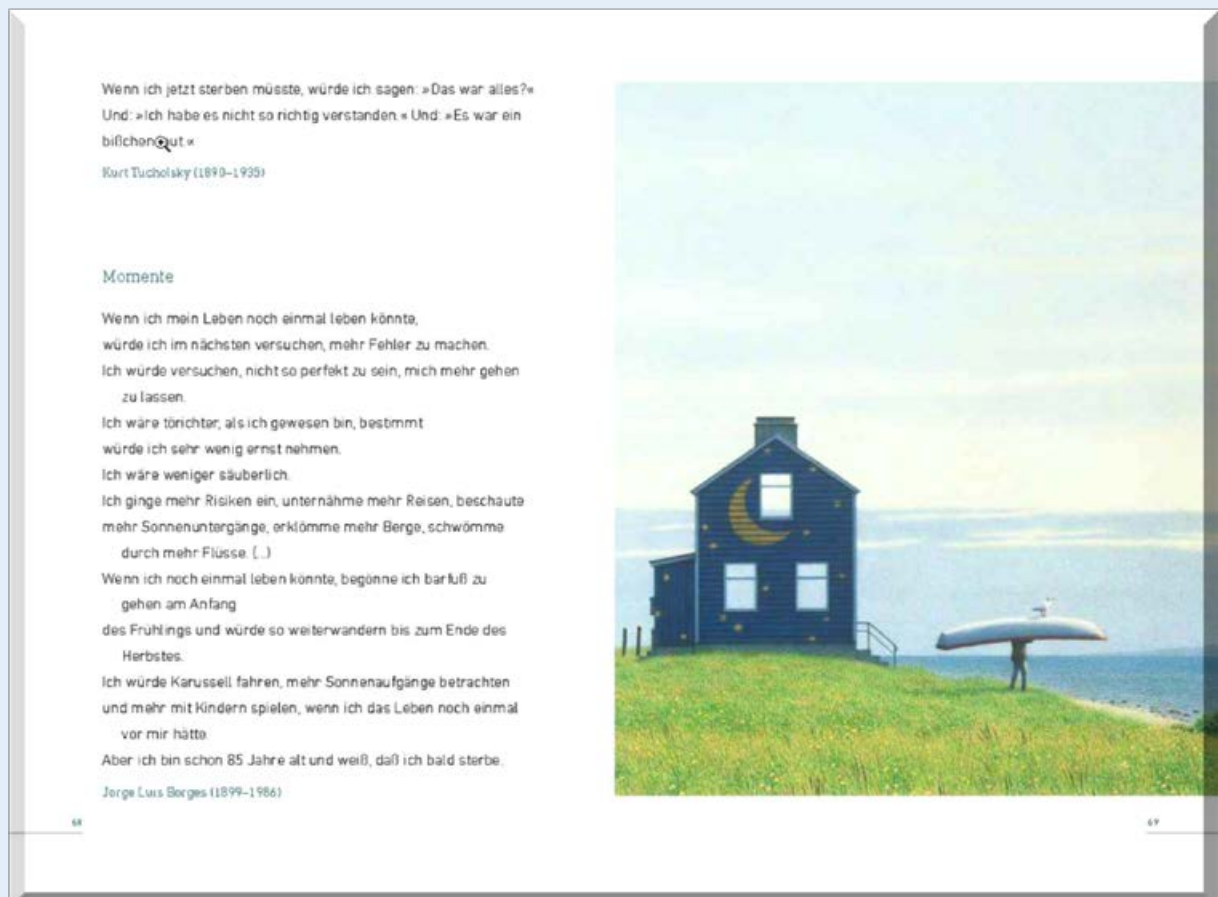 Wenn ich jetzt sterben müsste, würde ich sagen: »Das war alles?«
Und: »Ich habe es nicht so richtig verstanden.« Und: »Es war ein
bißchen ut.«
Kurt Tucholsky (1890–1935)
Momente
Wenn ich mein Leben noch einmal leben könnte,
würde ich im nächsten versuchen, mehr Fehler zu machen.
Ich würde versuchen, nicht so perfekt zu sein, mich mehr gehen
zu lassen.
Ich wäre törichter, als ich gewesen bin, bestimmt
würde ich sehr wenig ernst nehmen.
Ich wäre weniger säuberlich.
Ich ginge mehr Risiken ein, unternähme mehr Reisen, beschaute
mehr Sonnenuntergänge, erklömme mehr Berge, schwömme
durch mehr Flüsse. (...)
Wenn ich noch einmal leben könnte, begönne ich barfuß zu
gehen am Anfang
des Frühlings und würde so weiterwandern bis zum Ende des
Herbstes.
Ich würde Karussell fahren, mehr Sonnenaufgänge betrachten
und mehr mit Kindern spielen, wenn ich das Leben noch einmal
vor mir hätte.
Aber ich bin schon 85 Jahre alt und weiß, daß ich bald sterbe.
Jorge Luis Borges (1899–1986)
68
69